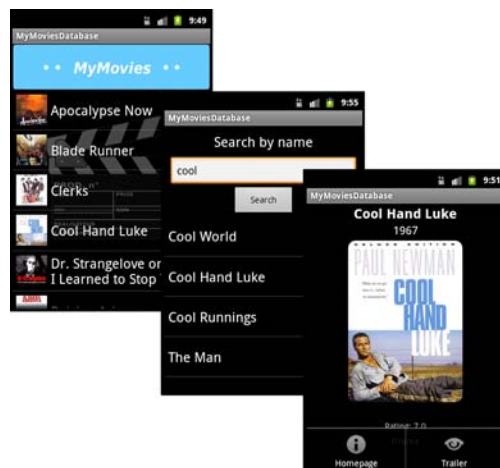 9:49
MyMoviesDatabase
•• MyMovies ••
Apocalypse Now
Blade Runner
Clerks
Cool Hand Luke
Dr. Strangelove or
I Learned to Stop
9:55
MyMoviesDatabase
Search by name
cool
Search
Cool World
Cool Hand Luke
Cool Runnings
The Man
9:51
MyMoviesDatabase
Cool Hand Luke
1967
DELUXE EDITION
PAUL NEWMAN
COOL
HAND
LUKE
Rating: 7.0
Homepage
Trailer